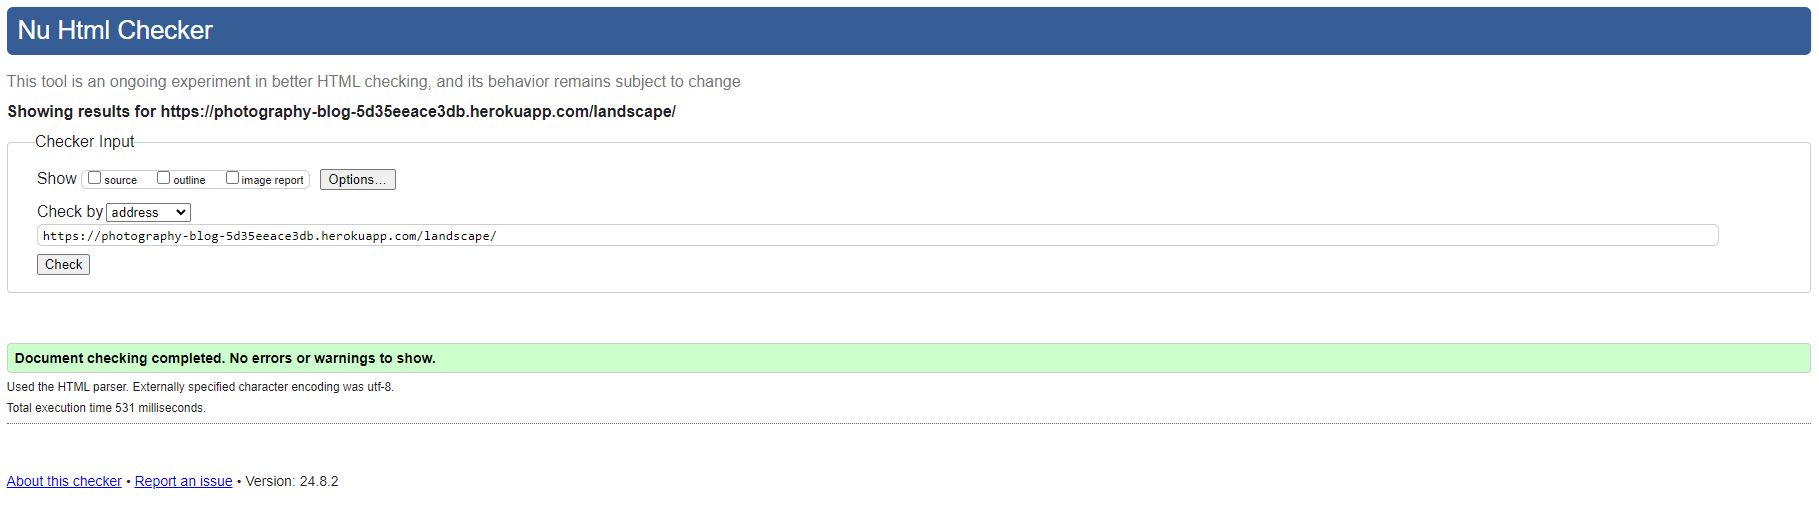 Nu Html Checker
This tool is an ongoing experiment in better HTML checking, and its behavior remains subject to change
Showing results for https://photography-blog-5d35eeace3db.herokuapp.com/landscape/
Checker Input
Show source outline image report Options...
Check by address
https://photography-blog-5d35eeace3db.herokuapp.com/landscape/
Check
Document checking completed. No errors or warnings to show.
Used the HTML parser. Externally specified character encoding was utf-8.
Total execution time 531 milliseconds.
About this checker • Report an issue • Version: 24.8.2